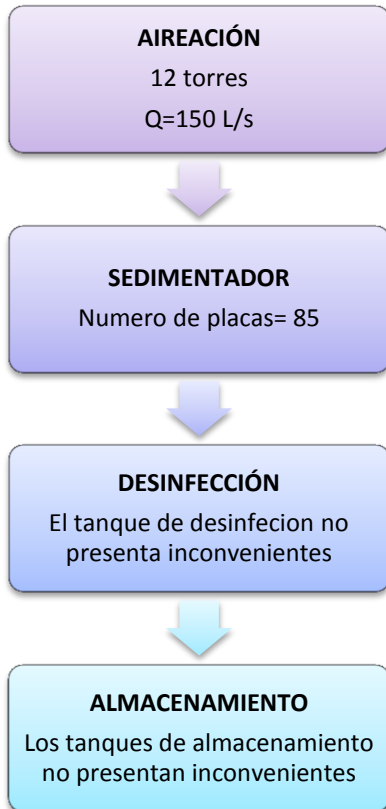 AIREACIÓN
12 torres
Q=150 L/s
SEDIMENTADOR
Numero de placas= 85
DESINFECCIÓN
El tanque de desinfecion no
presenta inconvenientes
ALMACENAMIENTO
Los tanques de almacenamiento
no presentan inconvenientes